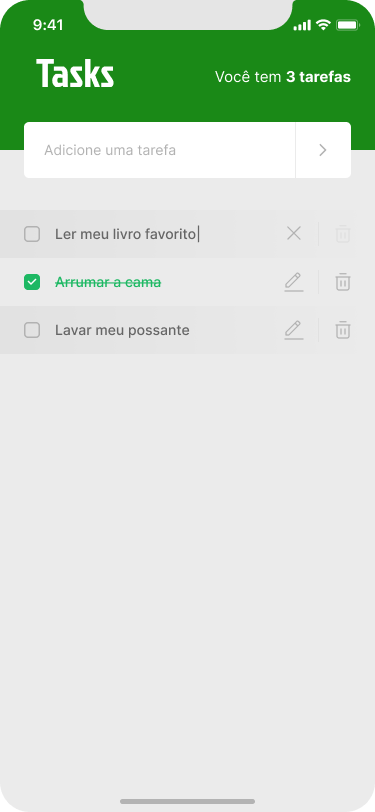 9:41
Tasks
Você tem 3 tarefas
Adicione uma tarefa
Ler meu livro favorito
Arrumar a cama
Lavar meu possante